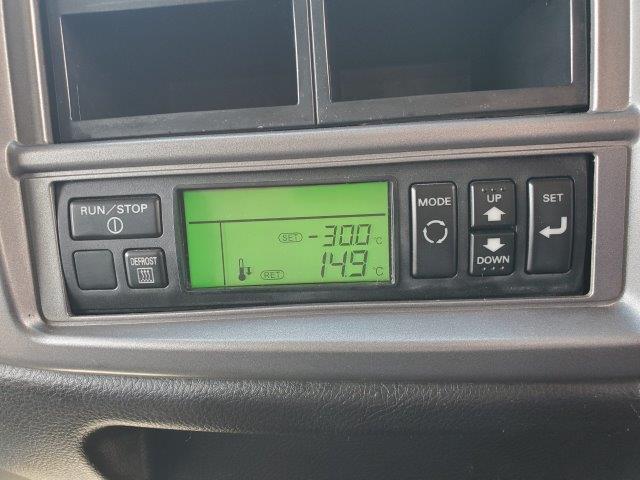 RUN/STOP
DEFROST
SET -30.0 °C
RET 14.9 °C
MODE
UP
DOWN
SET